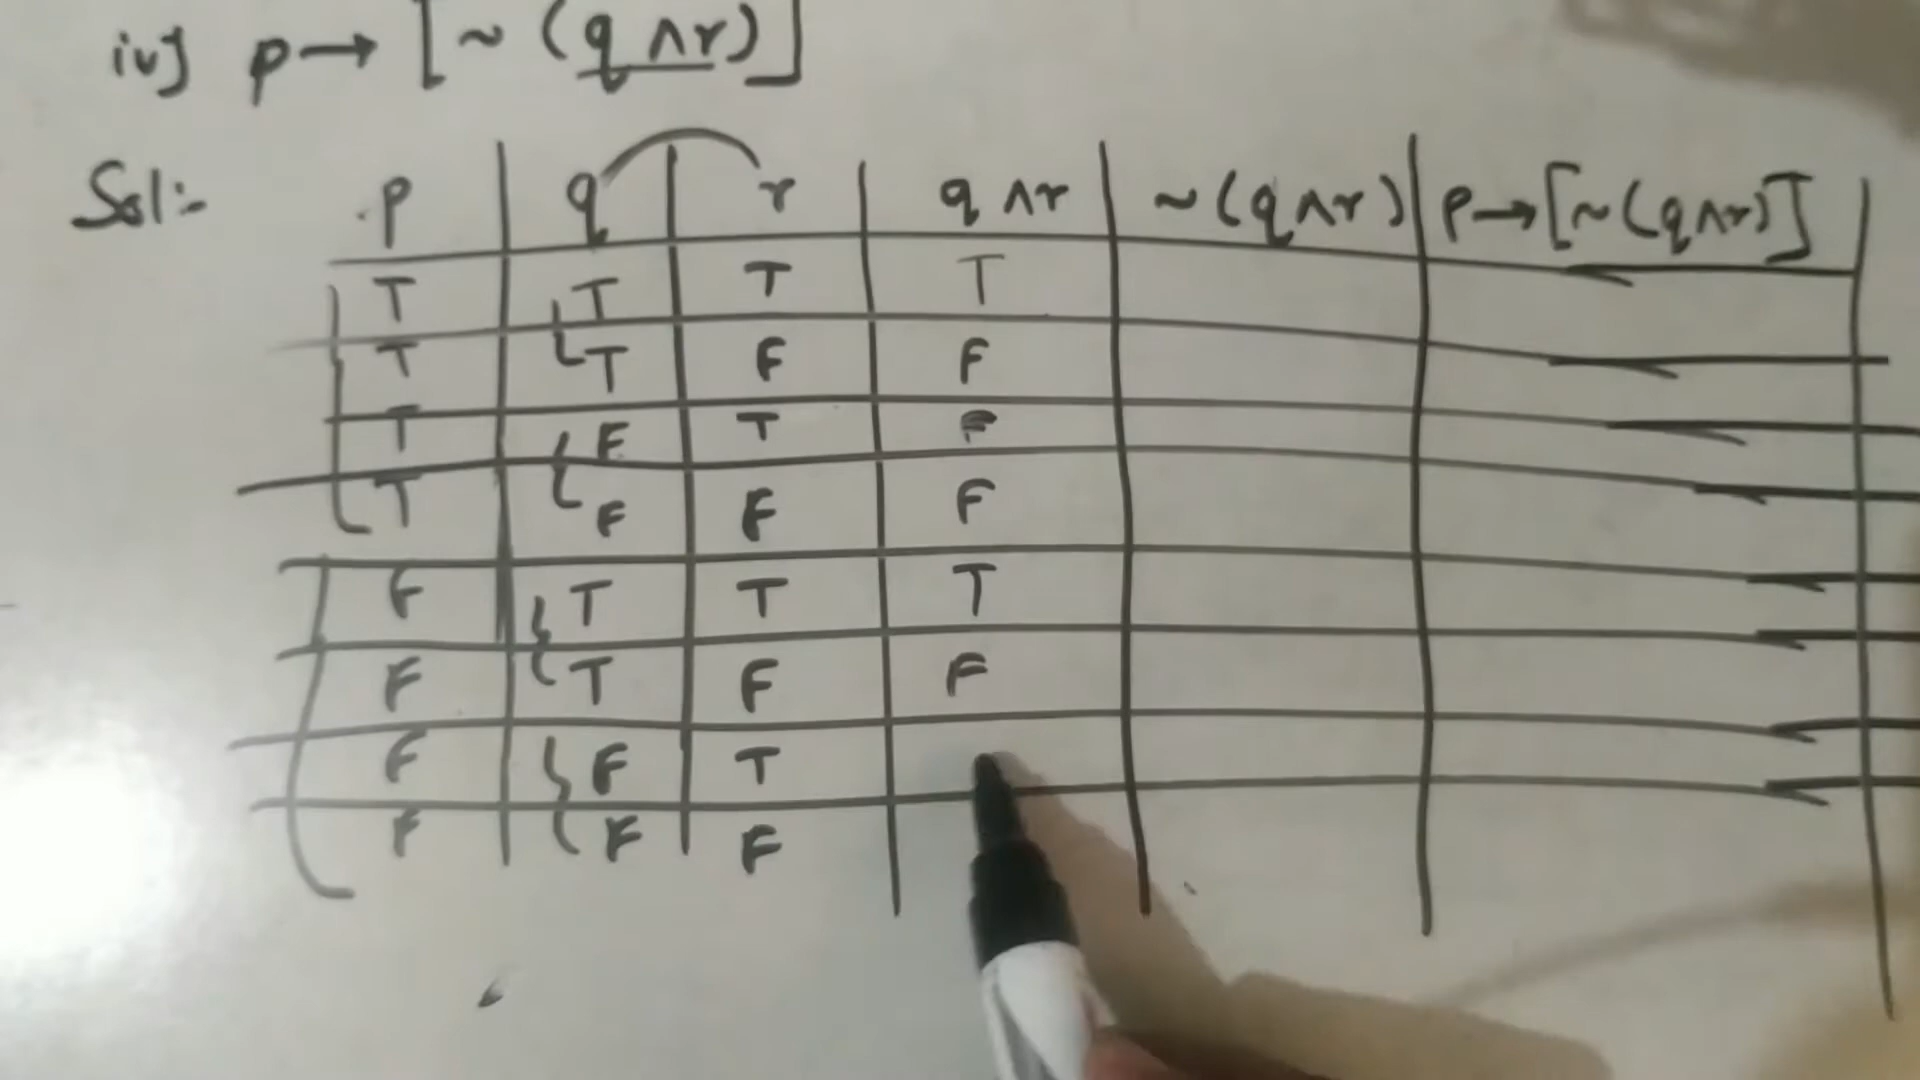 iv] p → [~ (q ∧ r)]
Sol:- p q r q ∧ r ~ (q ∧ r) p → [~ (q ∧ r)]
T T T T
T T F F
T F T F
T F F F
F T T T
F T F F
F F T
F F F